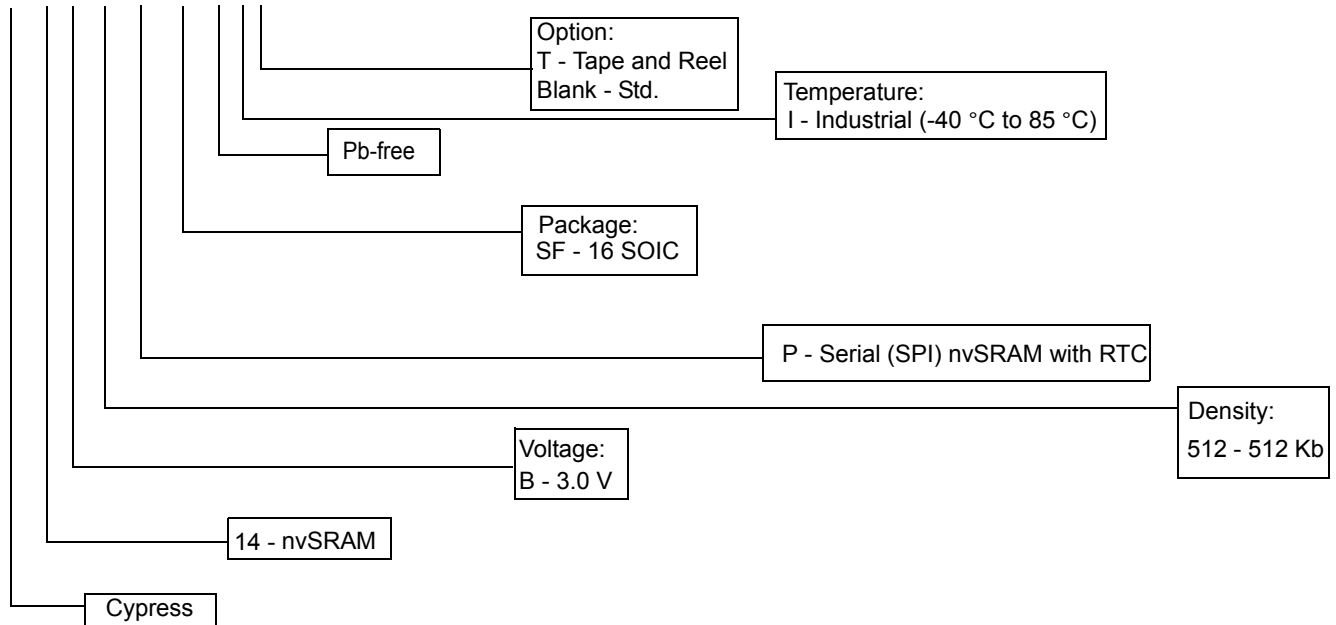 Option:
T - Tape and Reel
Blank - Std.
Temperature:
I - Industrial (-40 °C to 85 °C)
Pb-free
Package:
SF - 16 SOIC
P - Serial (SPI) nvSRAM with RTC
Density:
512 - 512 Kb
Voltage:
B - 3.0 V
14 - nvSRAM
Cypress